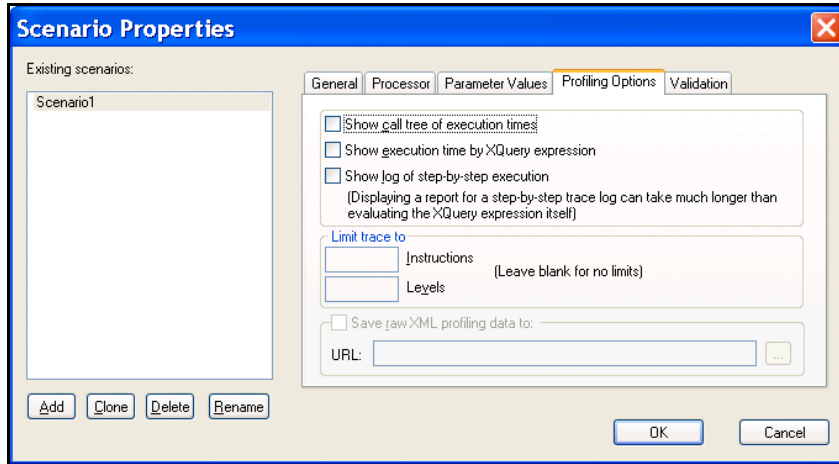 Scenario Properties
Existing scenarios:
Scenario1
Add
Clone
Delete
Rename
General
Processor
Parameter Values
Profiling Options
Validation
Show call tree of execution times
Show execution time by XQuery expression
Show log of step-by-step execution
(Displaying a report for a step-by-step trace log can take much longer than
evaluating the XQuery expression itself)
Limit trace to
Instructions
(Leave blank for no limits)
Levels
Save raw XML profiling data to:
URL:
...
OK
Cancel